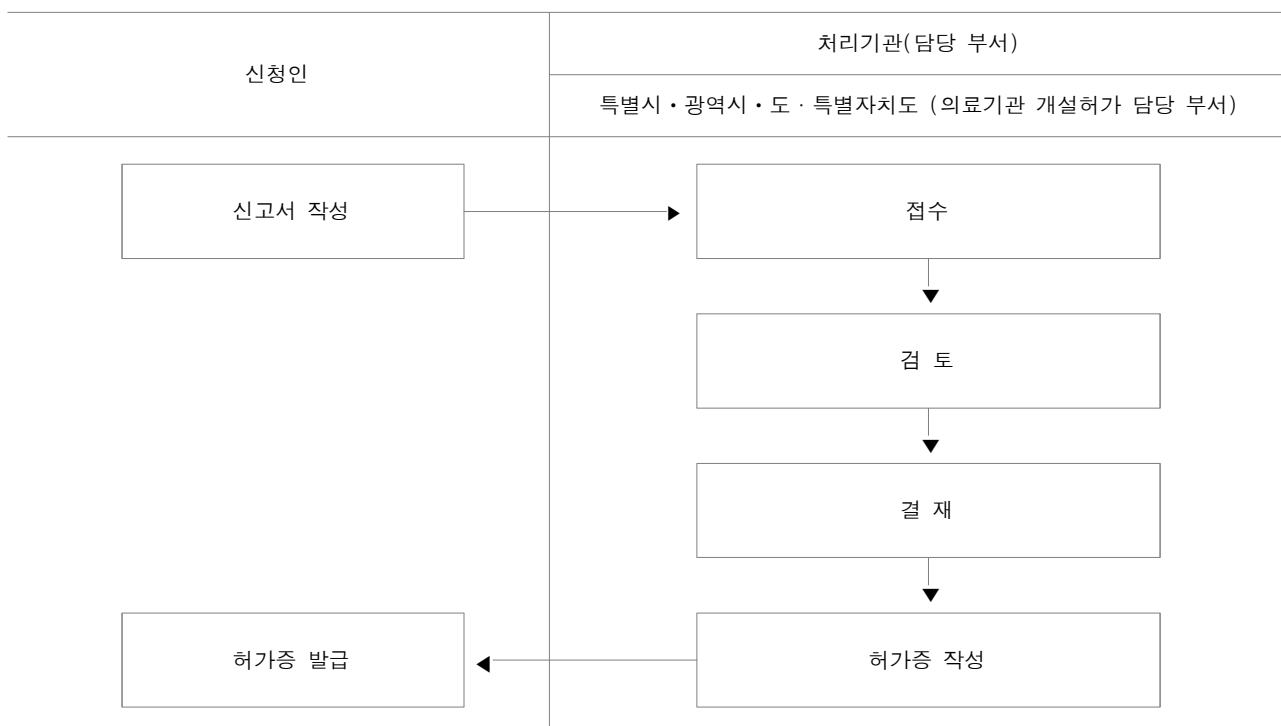 신청인
처리기관(담당 부서)
특별시・광역시・도ㆍ특별자치도 (의료기관 개설허가 담당 부서)
신고서 작성
접수
검 토
결 재
허가증 발급
허가증 작성